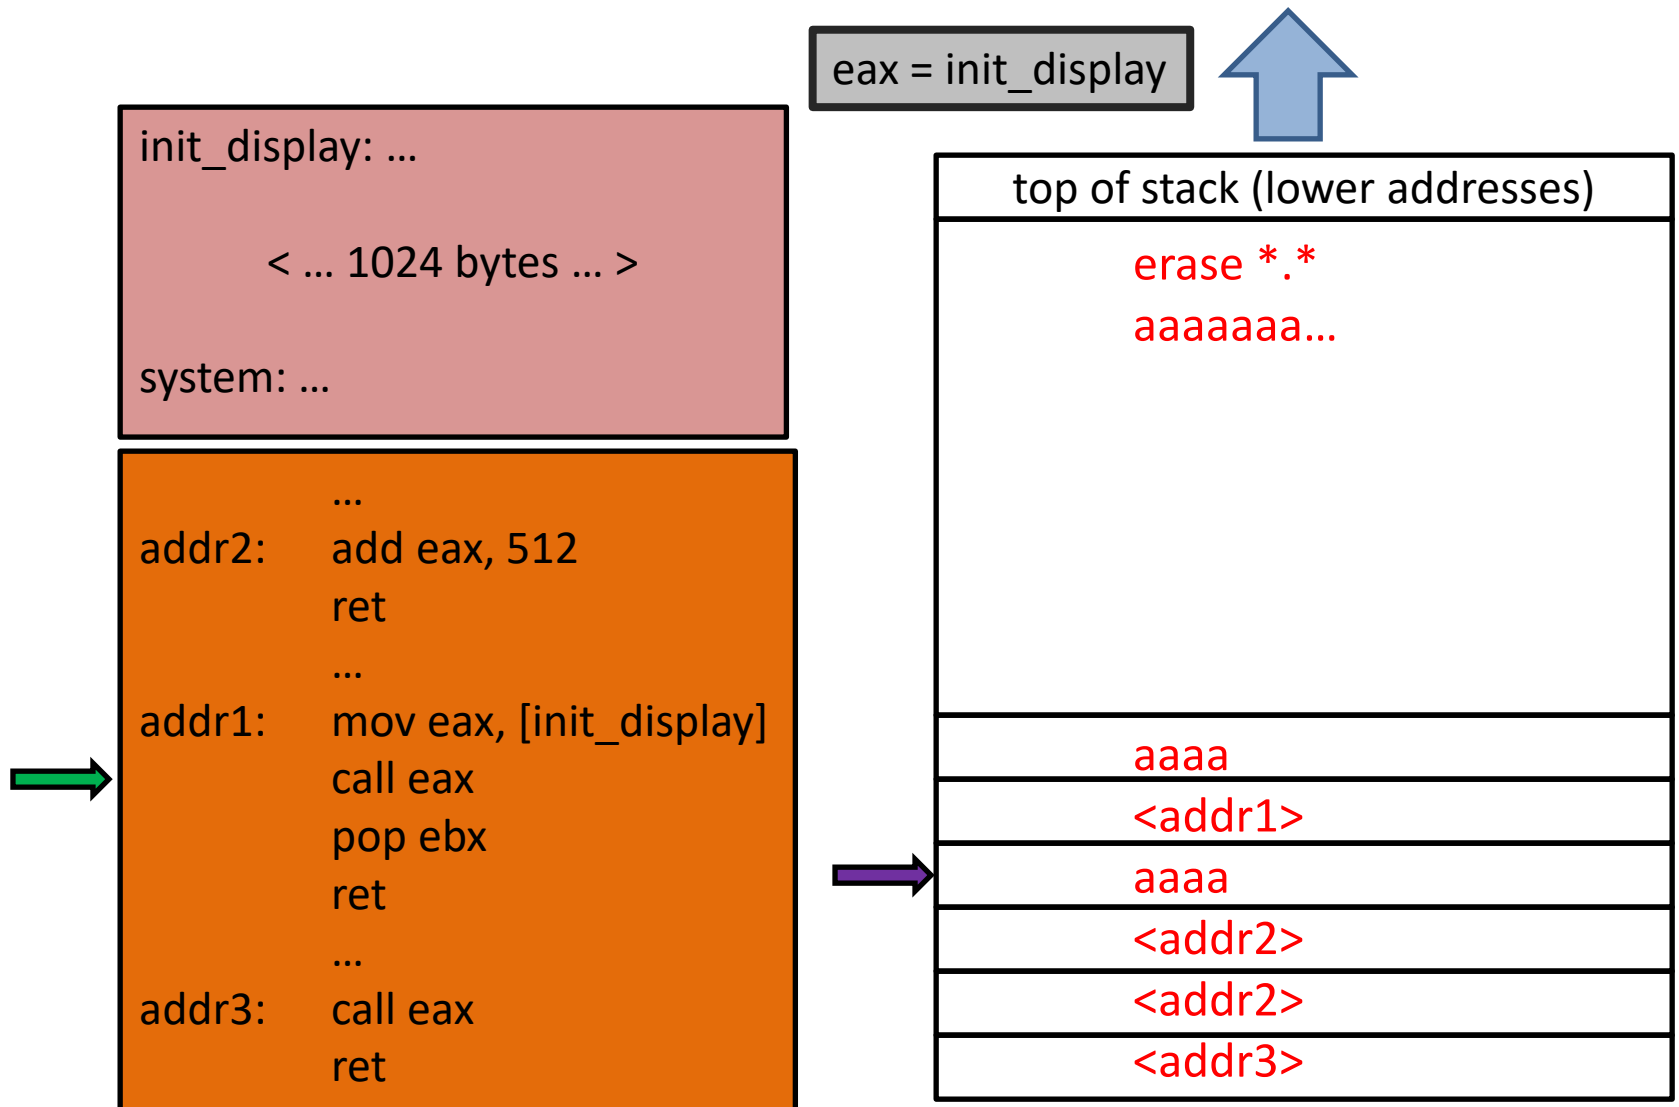 eax = init_display
init_display: …
< … 1024 bytes … >
system: …
…
addr2: add eax, 512
ret
…
addr1: mov eax, [init_display]
call eax
pop ebx
ret
…
addr3: call eax
ret
top of stack (lower addresses)
erase *.*
aaaaaaa…
aaaa
<addr1>
aaaa
<addr2>
<addr2>
<addr3>